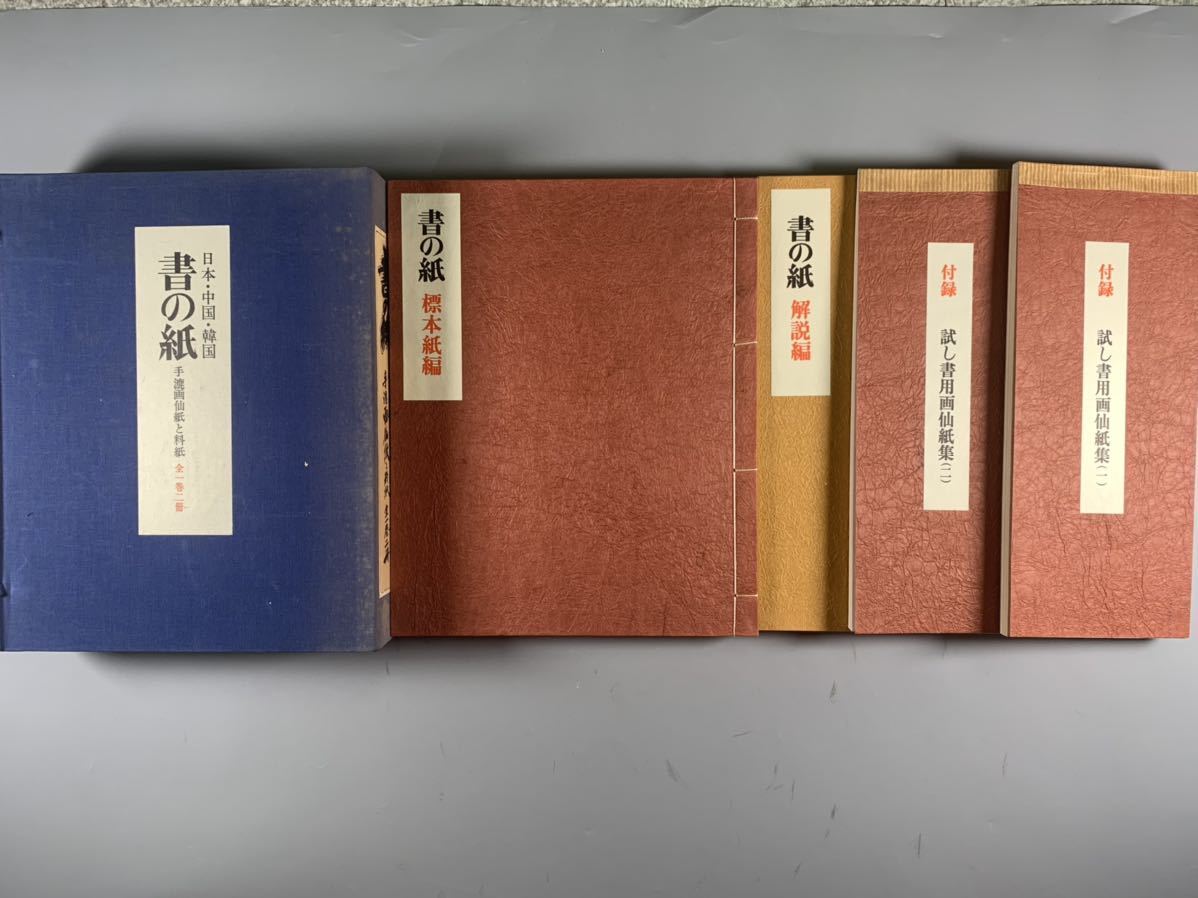 日本・中国・韓国
書の紙
手漉画仙紙と料紙
全一巻二冊
書の紙
標本紙編
書の紙
解説編
付録
試し書用画仙紙集(二)
付録
試し書用画仙紙集(一)